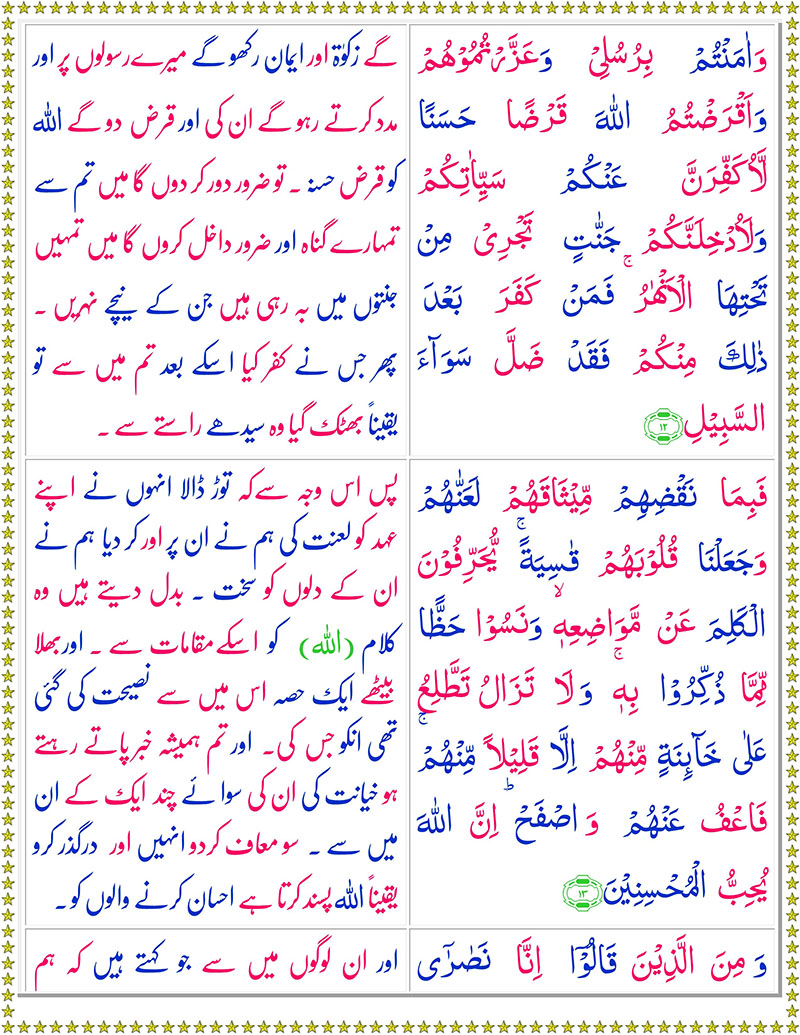 وَاٰمَنْتُمْ بِرُسُلِیْ وَعَزَّرْتُمُوْهُمْ
وَاَقْرَضْتُمُ اللّٰهَ قَرْضًا حَسَنًا
لَّاُكَفِّرَنَّ عَنْكُمْ سَیِّاٰتِكُمْ
وَلَاُدْخِلَنَّكُمْ جَنّٰتٍ تَجْرِیْ مِنْ
تَحْتِهَا الْاَنْهٰرُ ۚ فَمَنْ كَفَرَ بَعْدَ
ذٰلِكَ مِنْكُمْ فَقَدْ ضَلَّ سَوَآءَ
السَّبِیْلِ ۱۲
گے زکوٰۃ اور ایمان رکھو گے میرے رسولوں پر اور
مدد کرتے رہو گے ان کی اور قرض دو گے اللہ
کو قرض حسنہ ۔ تو ضرور دور کر دوں گا میں تم سے
تمہارے گناہ اور ضرور داخل کروں گا میں تمہیں
جنتوں میں بہ رہی ہیں جن کے نیچے نہریں ۔
پھر جس نے کفر کیا اسکے بعد تم میں سے تو
یقیناً بھٹک گیا وہ سیدھے راستے سے ۔
فَبِمَا نَقْضِهِمْ مِّیْثَاقَهُمْ لَعَنّٰهُمْ
وَجَعَلْنَا قُلُوْبَهُمْ قٰسِیَةً ۚ یُّحَرِّفُوْنَ
الْكَلِمَ عَنْ مَّوَاضِعِهٖ ۙ وَنَسُوْا حَظًّا
مِّمَّا ذُكِّرُوْا بِهٖ ۚ وَلَا تَزَالُ تَطَّلِعُ
عَلٰی خَآىِٕنَةٍ مِّنْهُمْ اِلَّا قَلِیْلًا مِّنْهُمْ ۚ
فَاعْفُ عَنْهُمْ وَ اصْفَحْ ؕ اِنَّ اللّٰهَ
یُحِبُّ الْمُحْسِنِیْنَ ۱۳
پس اس وجہ سے کہ توڑ ڈالا انہوں نے اپنے
عہد کو لعنت کی ہم نے ان پر اور کر دیا ہم نے
ان کے دلوں کو سخت ۔ بدل دیتے ہیں وہ
کلام (اللہ) کو اسکے مقامات سے ۔ اور بھلا
بیٹھے ایک حصہ اس میں سے نصیحت کی گئی
تھی انکو جس کی۔ اور تم ہمیشہ خبر پاتے رہتے
ہو خیانت کی ان کی سوائے چند ایک کے ان
میں سے ۔ سو معاف کردو انہیں اور درگذر کرو
یقیناً اللہ پسند کرتا ہے احسان کرنے والوں کو۔
وَ مِنَ الَّذِیْنَ قَالُوْۤا اِنَّا نَصٰرٰۤی
اور ان لوگوں میں سے جو کہتے ہیں کہ ہم